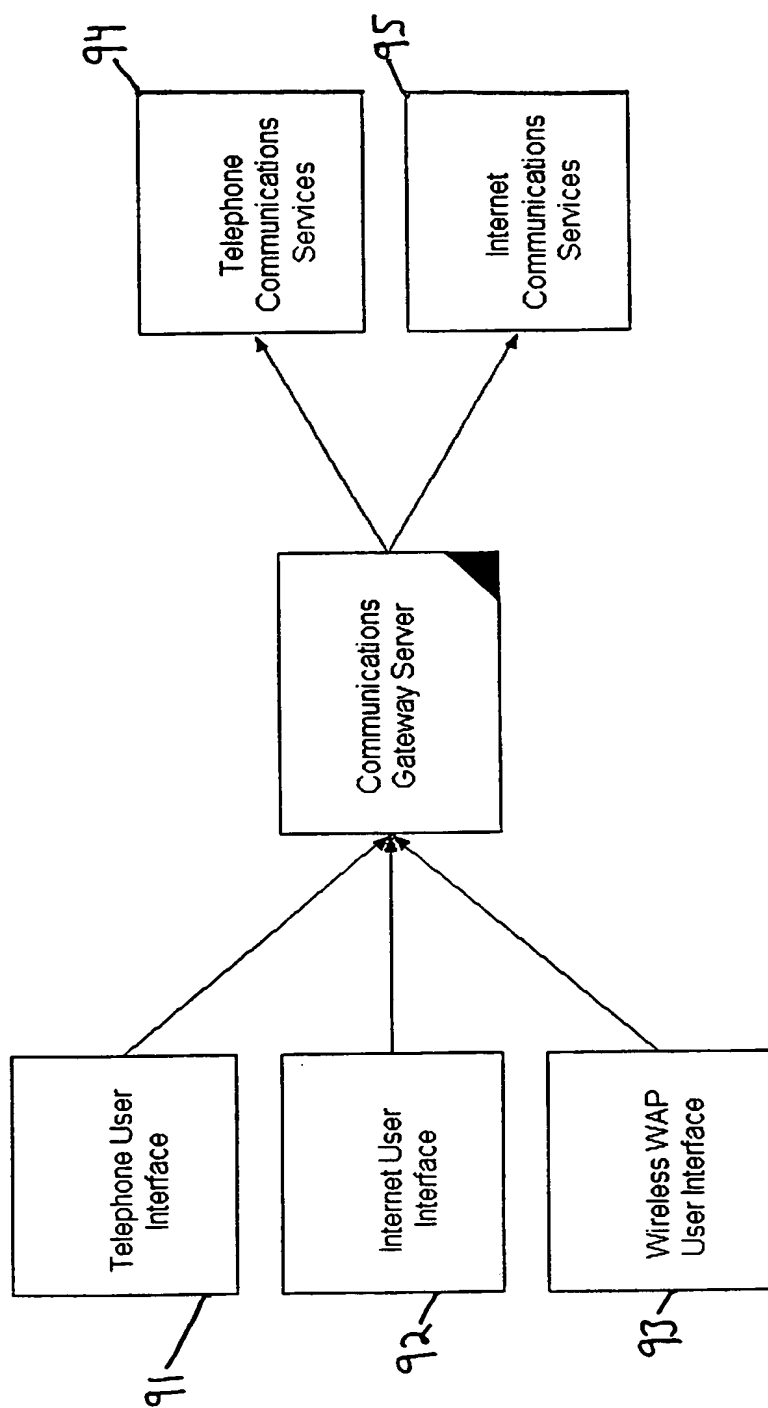 91
Telephone User
Interface
92
Internet User
Interface
93
Wireless WAP
User Interface
Communications
Gateway Server
94
Telephone
Communications
Services
95
Internet
Communications
Services